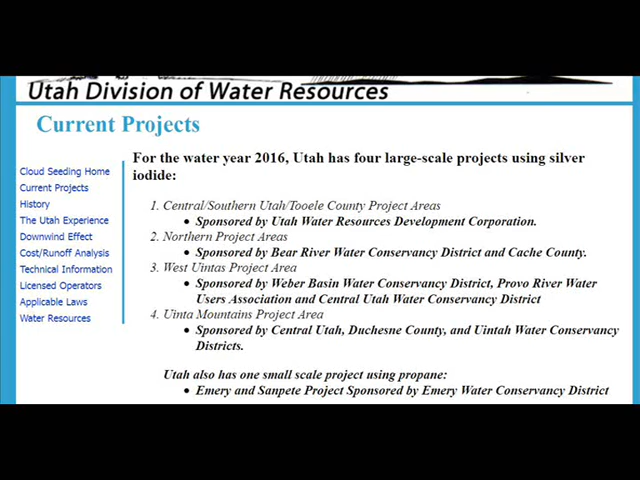 Utah Division of Water Resources
Current Projects
For the water year 2016, Utah has four large-scale projects using silver
iodide:
Cloud Seeding Home
Current Projects
History
The Utah Experience
Downwind Effect
Cost/Runoff Analysis
Technical Information
Licensed Operators
Applicable Laws
Water Resources
1. Central/Southern Utah/Tooele County Project Areas
• Sponsored by Utah Water Resources Development Corporation.
2. Northern Project Areas
• Sponsored by Bear River Water Conservancy District and Cache County.
3. West Uintas Project Area
• Sponsored by Weber Basin Water Conservancy District, Provo River Water
Users Association and Central Utah Water Conservancy District
4. Uinta Mountains Project Area
• Sponsored by Central Utah, Duchesne County, and Uintah Water Conservancy
Districts.
Utah also has one small scale project using propane:
• Emery and Sanpete Project Sponsored by Emery Water Conservancy District